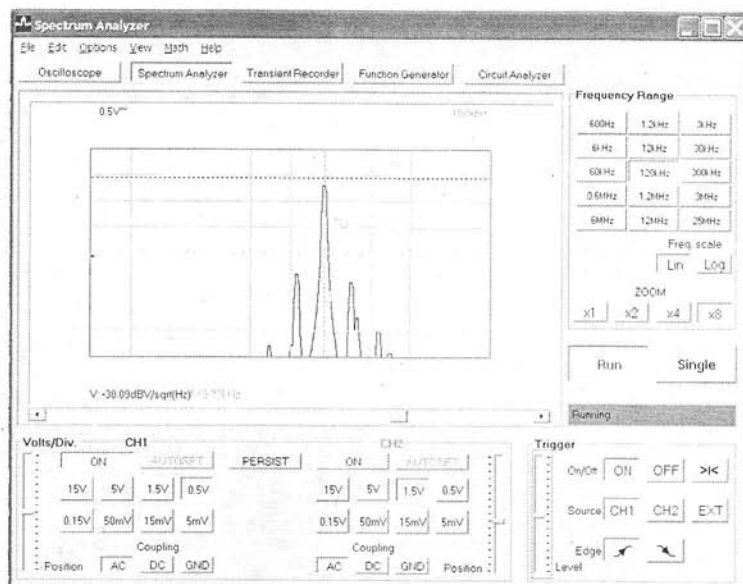 Spectrum Analyzer
File Edit Options View Math Help
Oscilloscope Spectrum Analyzer Transient Recorder Function Generator Circuit Analyzer
0.5V
Frequency Range
600Hz 1.2kHz 3kHz
6kHz 12kHz 30kHz
60kHz 120kHz 300kHz
0.6MHz 1.2MHz 3MHz
6MHz 12MHz 25MHz
Freq. scale
Lin Log
ZOOM
x1 x2 x4 x8
Run Single
V: -30.09dBV/sqrt(Hz)
Running
Volts/Div. CH1 CH2
ON AUTOSET PERSIST ON AUTOSET
15V 5V 1.5V 0.5V 15V 5V 1.5V 0.5V
0.15V 50mV 15mV 5mV 0.15V 50mV 15mV 5mV
Coupling Coupling
Position AC DC GND AC DC GND Position
Trigger
On/Off ON OFF >I<
Source CH1 CH2 EXT
Edge
Level